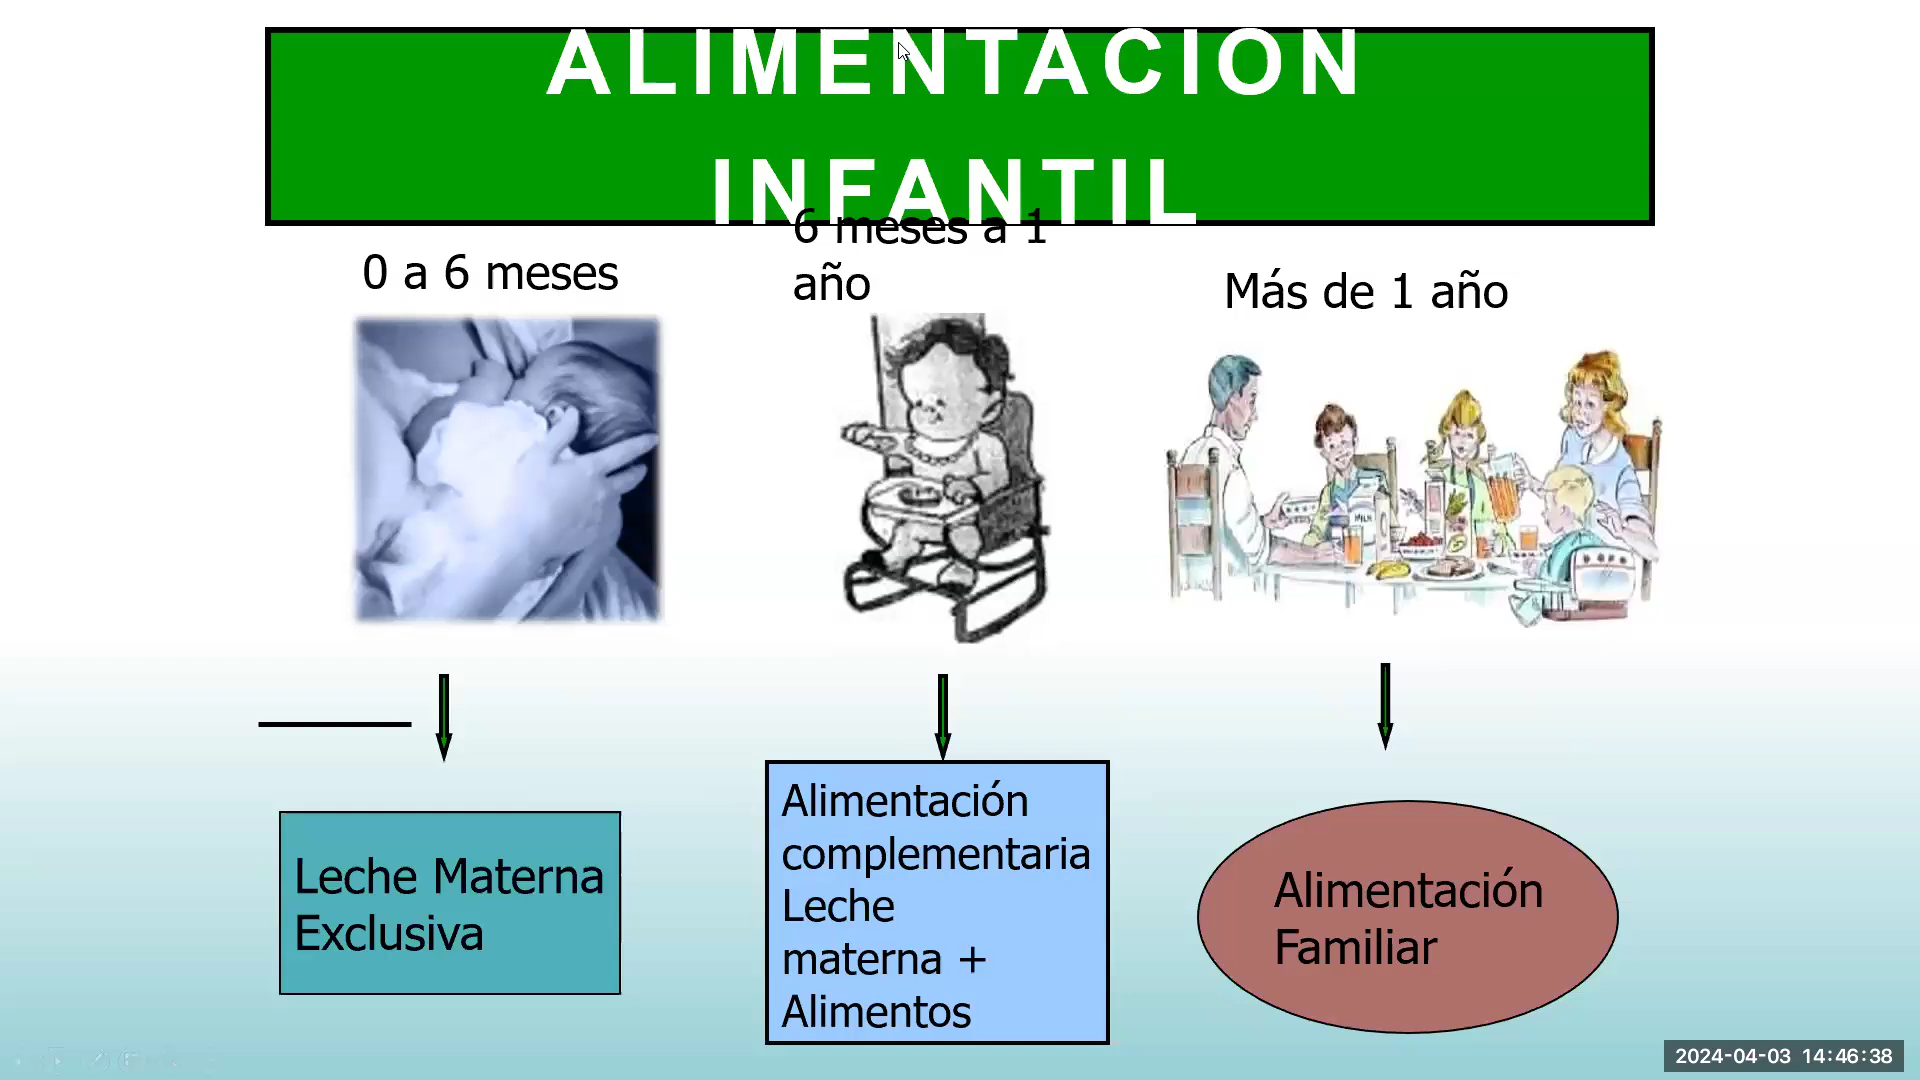 ALIMENTACION
INFANTIL
0 a 6 meses
6 meses a 1
año
Más de 1 año
MILK
Leche Materna
Exclusiva
Alimentación
complementaria
Leche
materna +
Alimentos
Alimentación
Familiar
2024-04-03 14:46:38